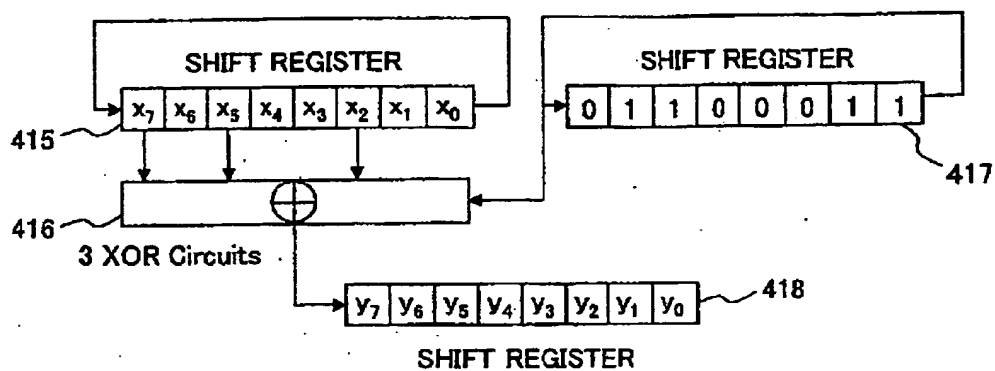 SHIFT REGISTER
SHIFT REGISTER
x₇ x₆ x₅ x₄ x₃ x₂ x₁ x₀
0 1 1 0 0 0 1 1
415
417
416
3 XOR Circuits
y₇ y₆ y₅ y₄ y₃ y₂ y₁ y₀
418
SHIFT REGISTER